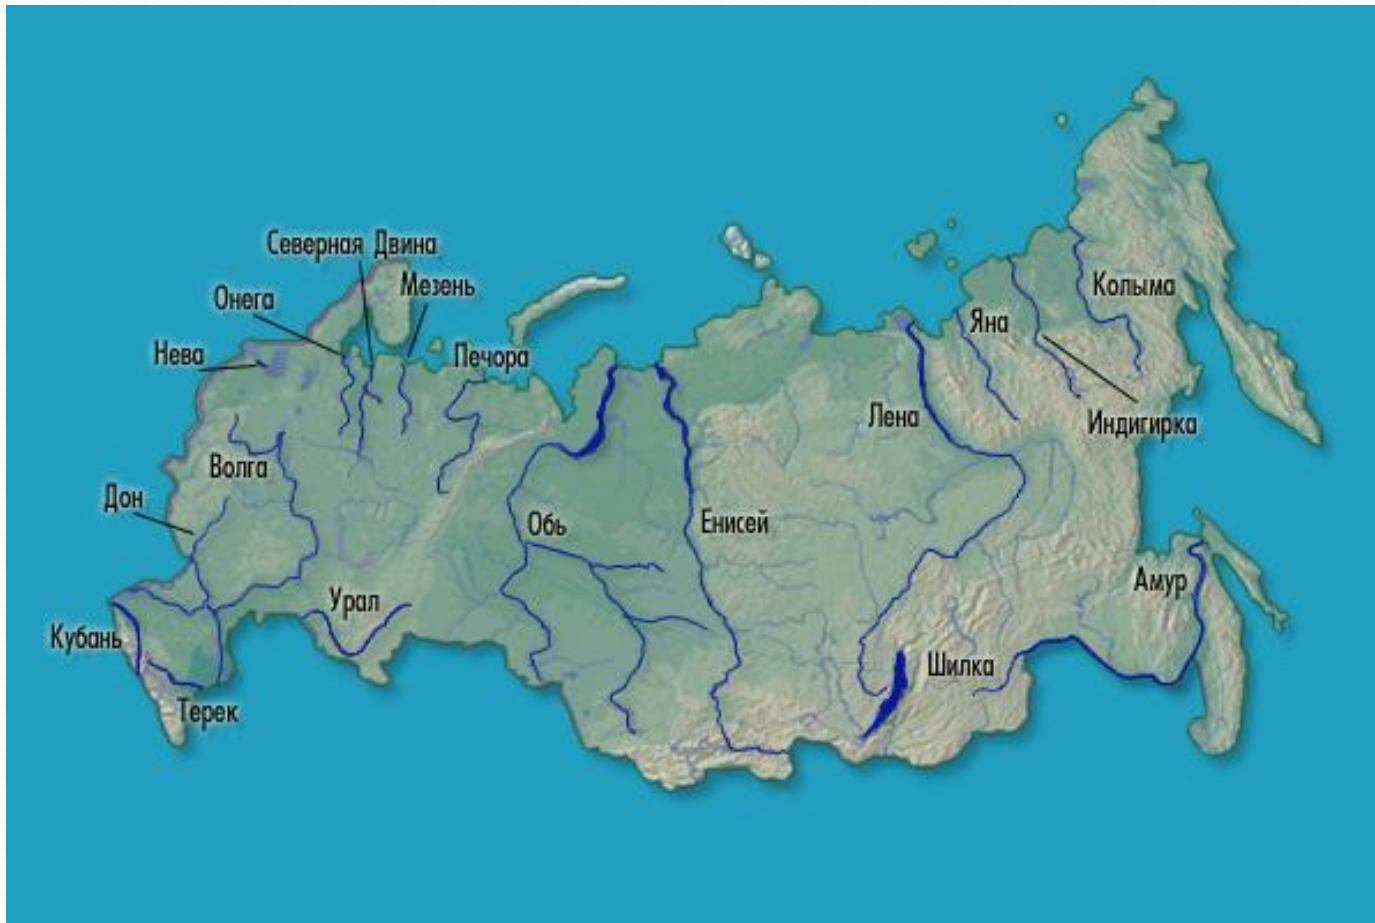 Северная Двина
Мезень
Онега
Нева
Печора
Колыма
Яна
Индигирка
Лена
Волга
Дон
Обь
Енисей
Амур
Урал
Кубань
Шилка
Терек